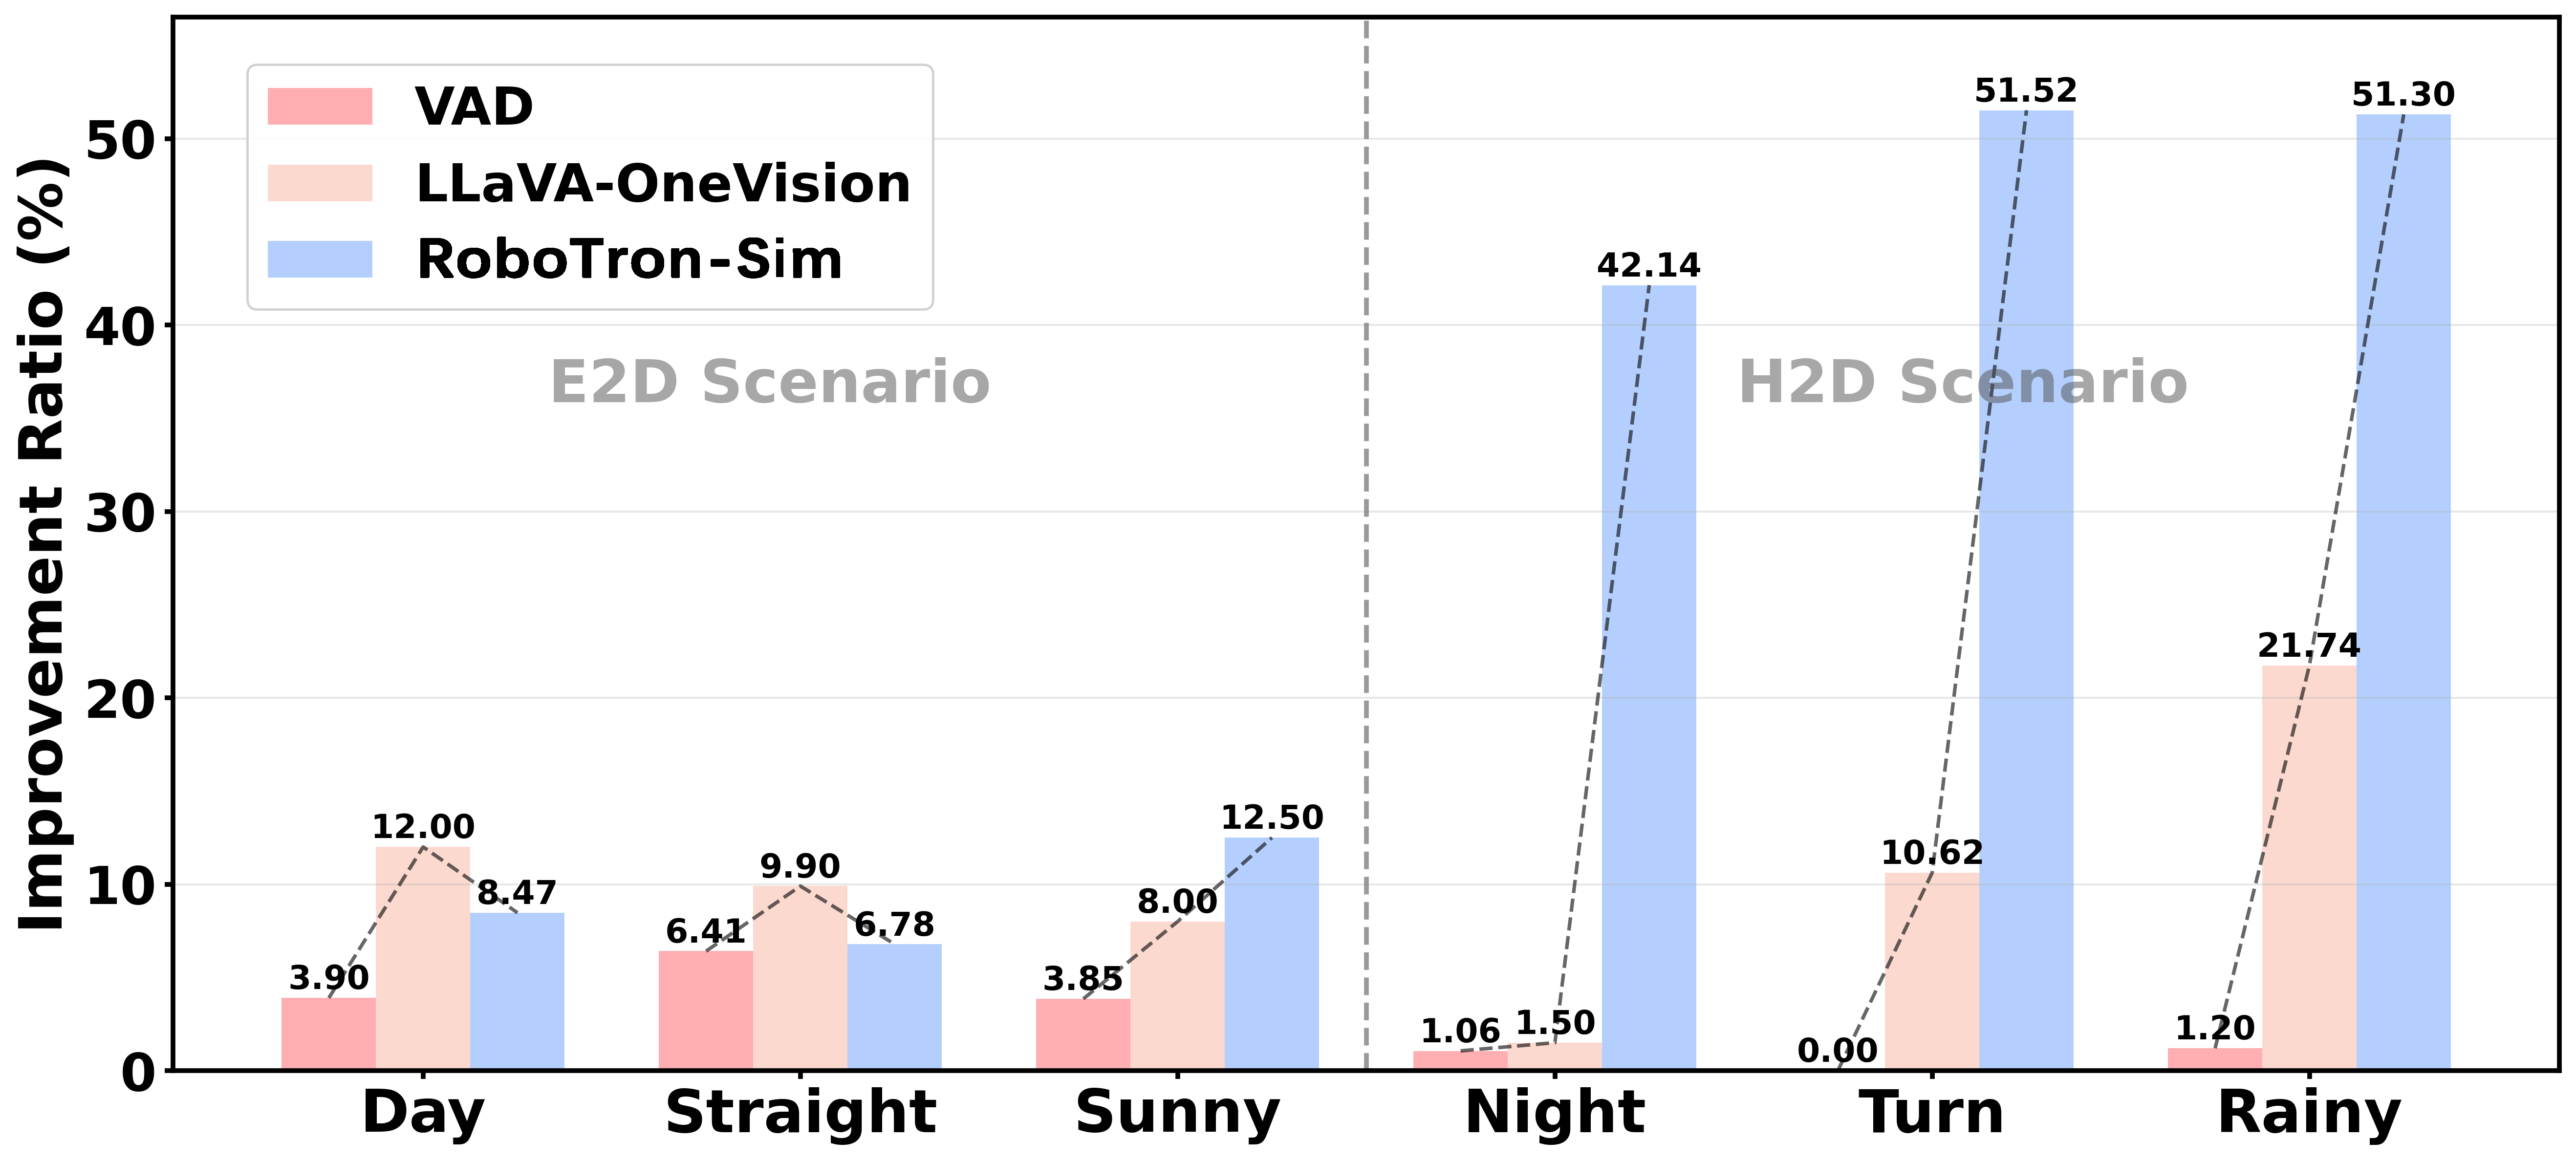 Improvement Ratio (%)
50
40
30
20
10
0
VAD
LLaVA-OneVision
RoboTron-Sim
E2D Scenario
H2D Scenario
3.90
12.00
8.47
6.41
9.90
6.78
3.85
8.00
12.50
1.06
1.50
42.14
0.00
10.62
51.52
1.20
21.74
51.30
Day
Straight
Sunny
Night
Turn
Rainy